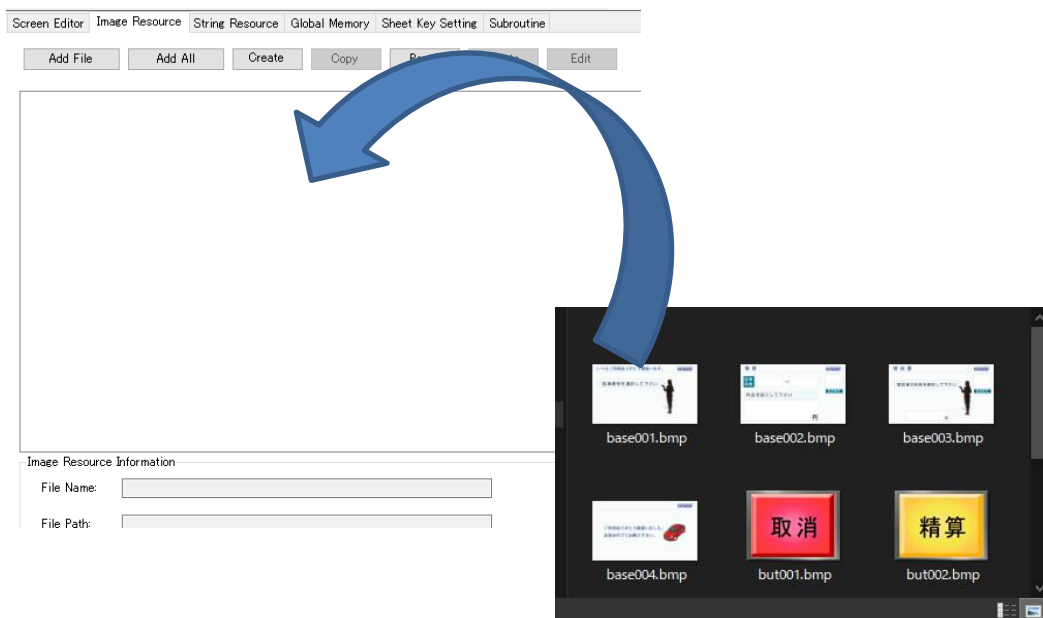 Screen Editor Image Resource String Resource Global Memory Sheet Key Setting Subroutine
Add File Add All Create Copy Edit
Image Resource Information
File Name:
File Path:
base001.bmp base002.bmp base003.bmp
取消 精算
base004.bmp but001.bmp but002.bmp